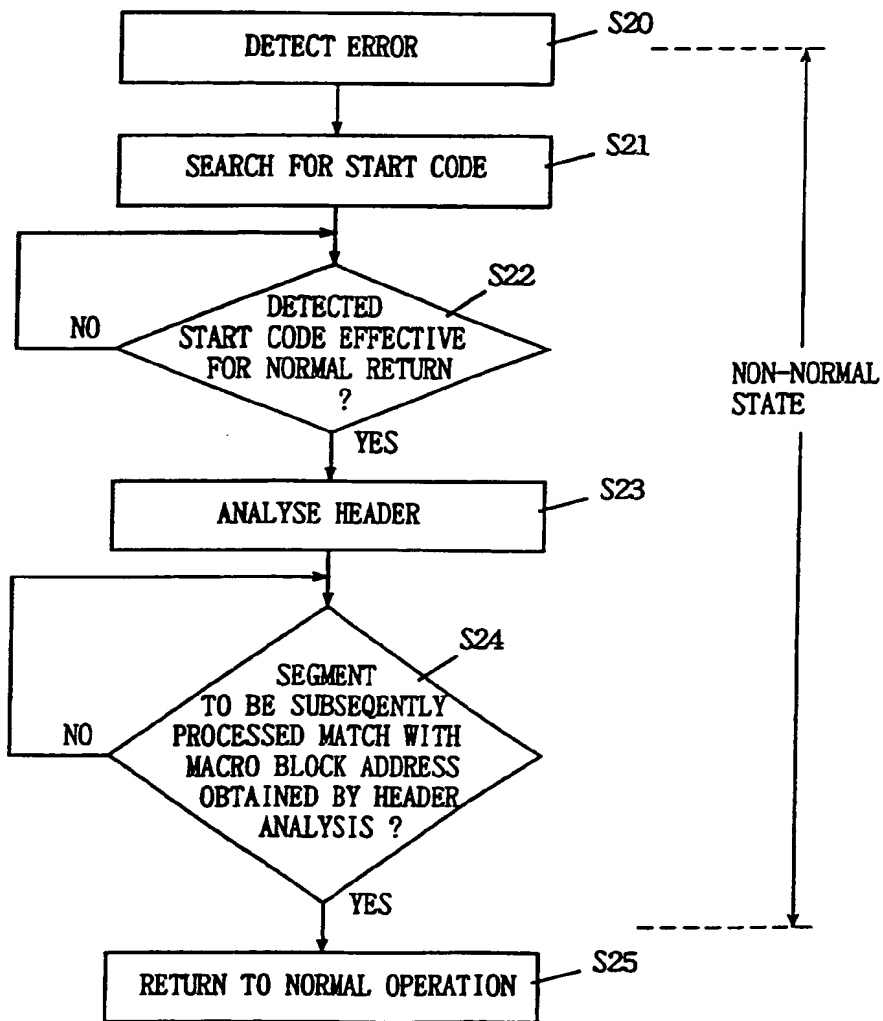 DETECT ERROR
S20
SEARCH FOR START CODE
S21
S22
DETECTED
START CODE EFFECTIVE
FOR NORMAL RETURN
?
NO
YES
NON-NORMAL
STATE
ANALYSE HEADER
S23
S24
SEGMENT
TO BE SUBSEQENTLY
PROCESSED MATCH WITH
MACRO BLOCK ADDRESS
OBTAINED BY HEADER
ANALYSIS ?
NO
YES
RETURN TO NORMAL OPERATION
S25